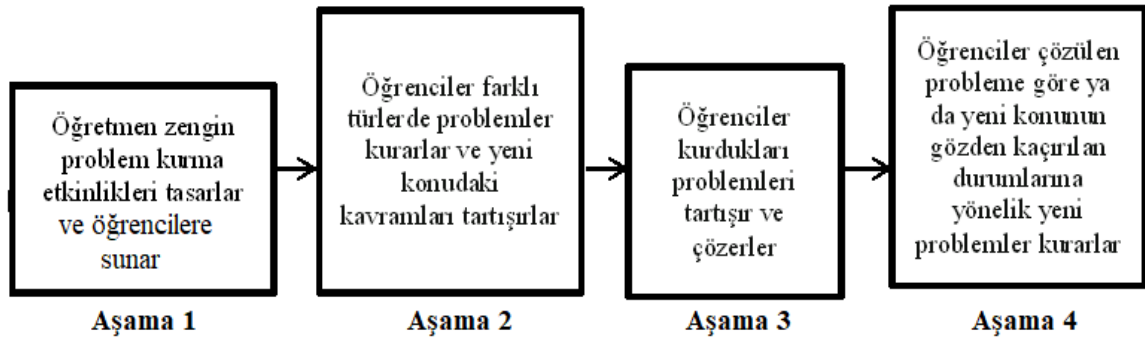 Öğretmen zengin
problem kurma
etkinlikleri tasarlar
ve öğrencilere
sunar
Aşama 1
Öğrenciler farklı
türlerde problemler
kurarlar ve yeni
konudaki
kavramları tartışırlar
Aşama 2
Öğrenciler
kurdukları
problemleri
tartışır ve
çözerler
Aşama 3
Öğrenciler çözülen
probleme göre ya
da yeni konunun
gözden kaçırılan
durumlarına
yönelik yeni
problemler kurarlar
Aşama 4